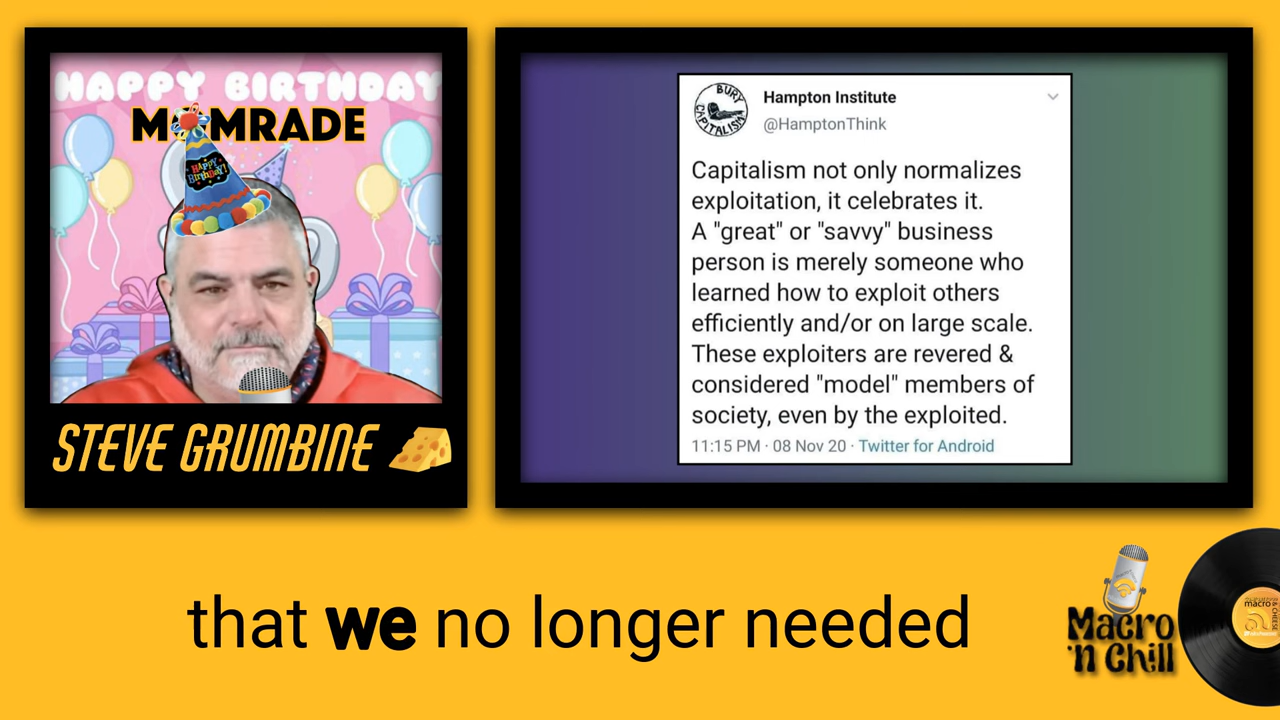 HAPPY BIRTHDAY
MOMRADE
HAPPY
Birthday!
STEVE GRUMBINE
BURY
CAPITALISM
Hampton Institute
@HamptonThink
Capitalism not only normalizes
exploitation, it celebrates it.
A "great" or "savvy" business
person is merely someone who
learned how to exploit others
efficiently and/or on large scale.
These exploiters are revered &
considered "model" members of
society, even by the exploited.
11:15 PM · 08 Nov 20 · Twitter for Android
that we no longer needed
Macro
'N Chill
macro